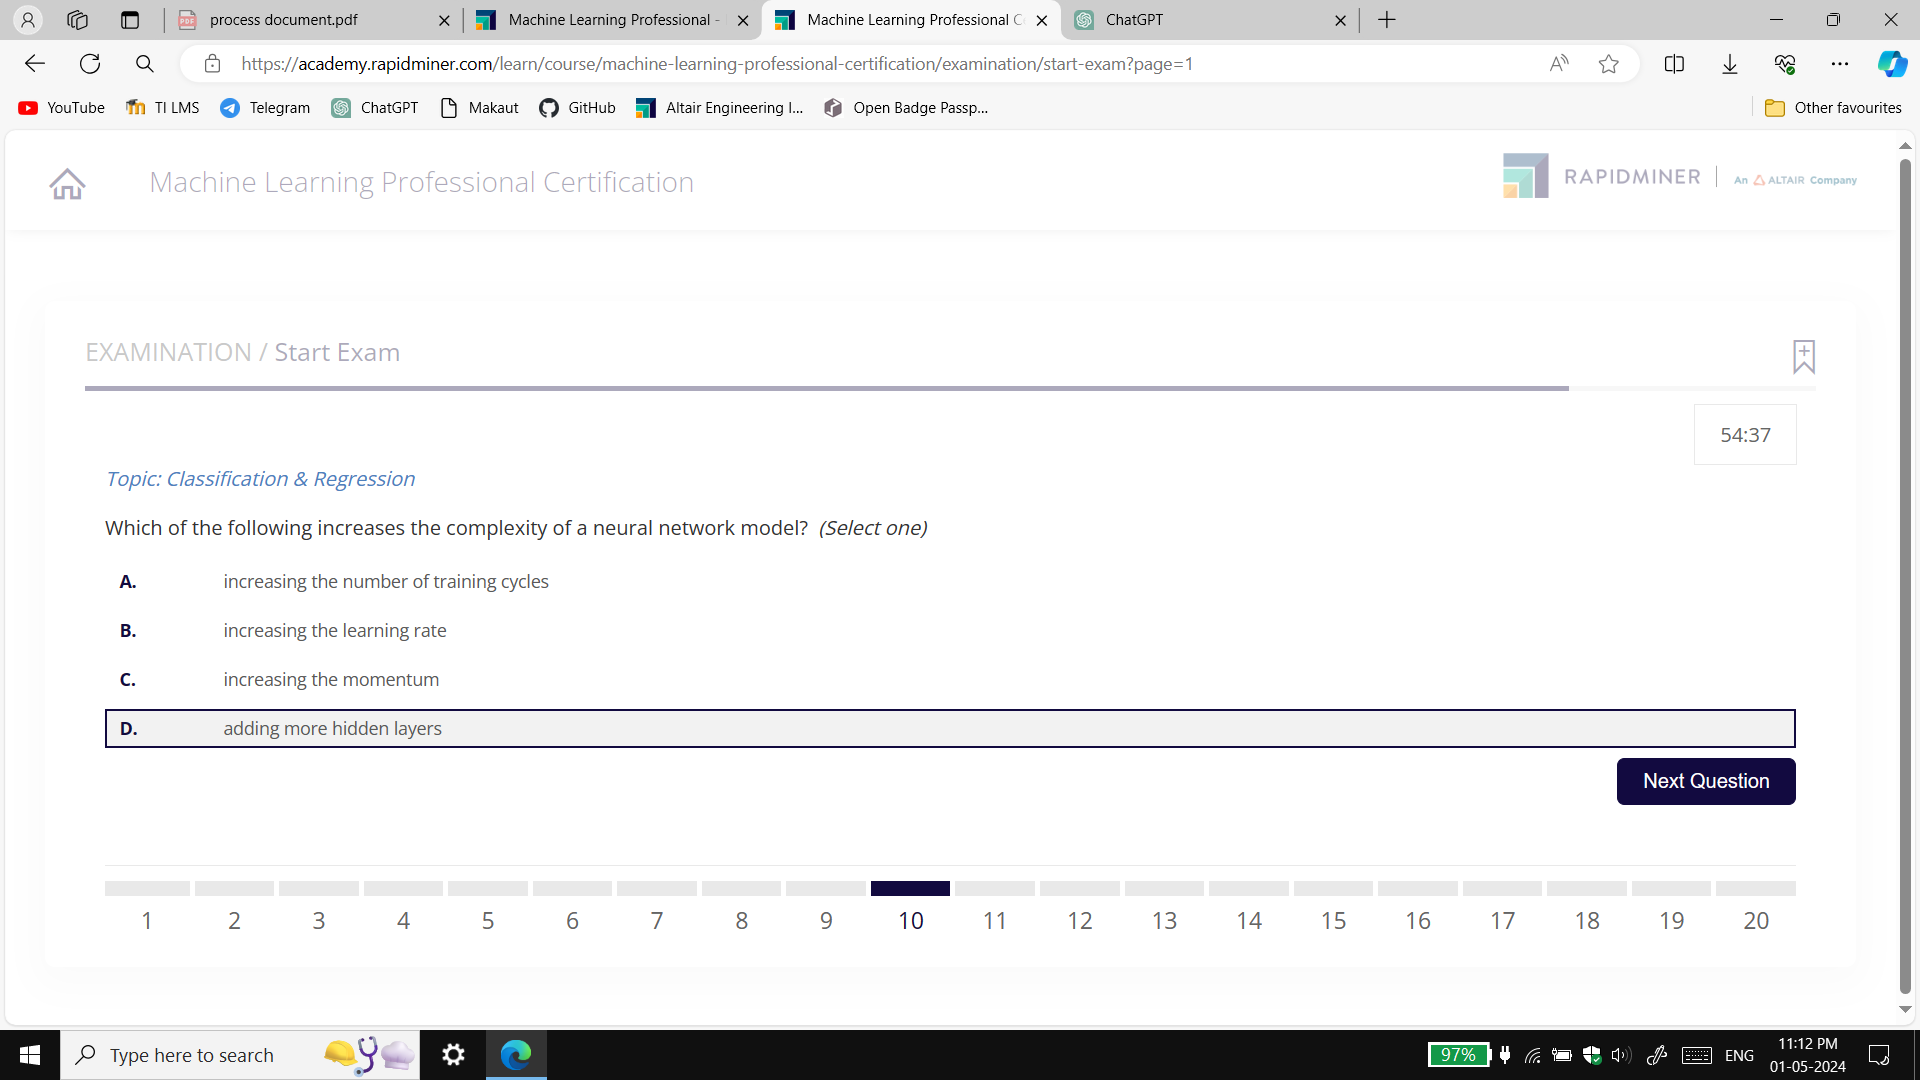 process document.pdf
Machine Learning Professional -
Machine Learning Professional C
ChatGPT
https://academy.rapidminer.com/learn/course/machine-learning-professional-certification/examination/start-exam?page=1
YouTube
TI LMS
Telegram
ChatGPT
Makaut
GitHub
Altair Engineering I...
Open Badge Passp...
Other favourites
Machine Learning Professional Certification
RAPIDMINER
An ALTAIR Company
EXAMINATION / Start Exam
54:37
Topic: Classification & Regression
Which of the following increases the complexity of a neural network model? (Select one)
A. increasing the number of training cycles
B. increasing the learning rate
C. increasing the momentum
D. adding more hidden layers
Next Question
1 2 3 4 5 6 7 8 9 10 11 12 13 14 15 16 17 18 19 20
Type here to search
97%
ENG
11:12 PM
01-05-2024